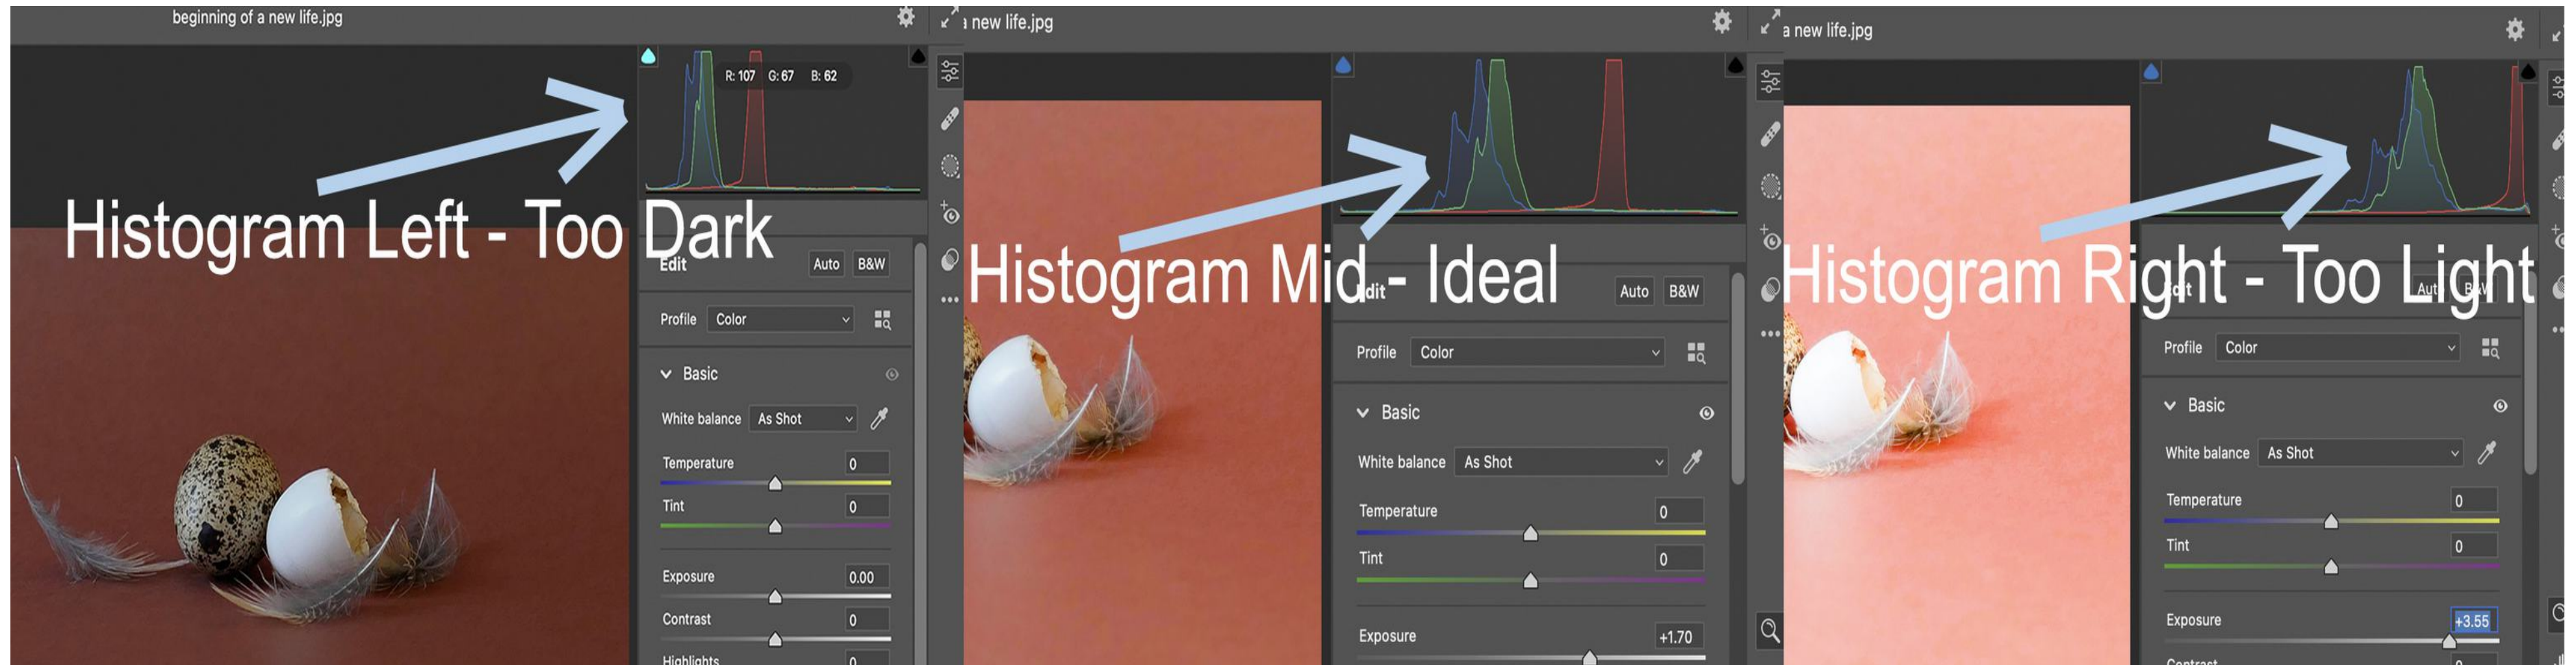 beginning of a new life.jpg
R: 107 G: 67 B: 62
Histogram Left - Too Dark
Edit
Auto
B&W
Profile
Color
Basic
White balance
As Shot
Temperature
0
Tint
0
Exposure
0.00
Contrast
0
Highlights
0
a new life.jpg
Histogram Mid - Ideal
Auto
B&W
Profile
Color
Basic
White balance
As Shot
Temperature
0
Tint
0
Exposure
+1.70
a new life.jpg
Histogram Right - Too Light
Profile
Color
Basic
White balance
As Shot
Temperature
0
Tint
0
Exposure
+3.55
Contrast